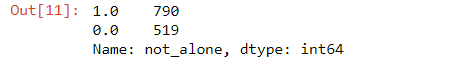 Out[11]: 1.0    790
0.0    519
Name: not_alone, dtype: int64